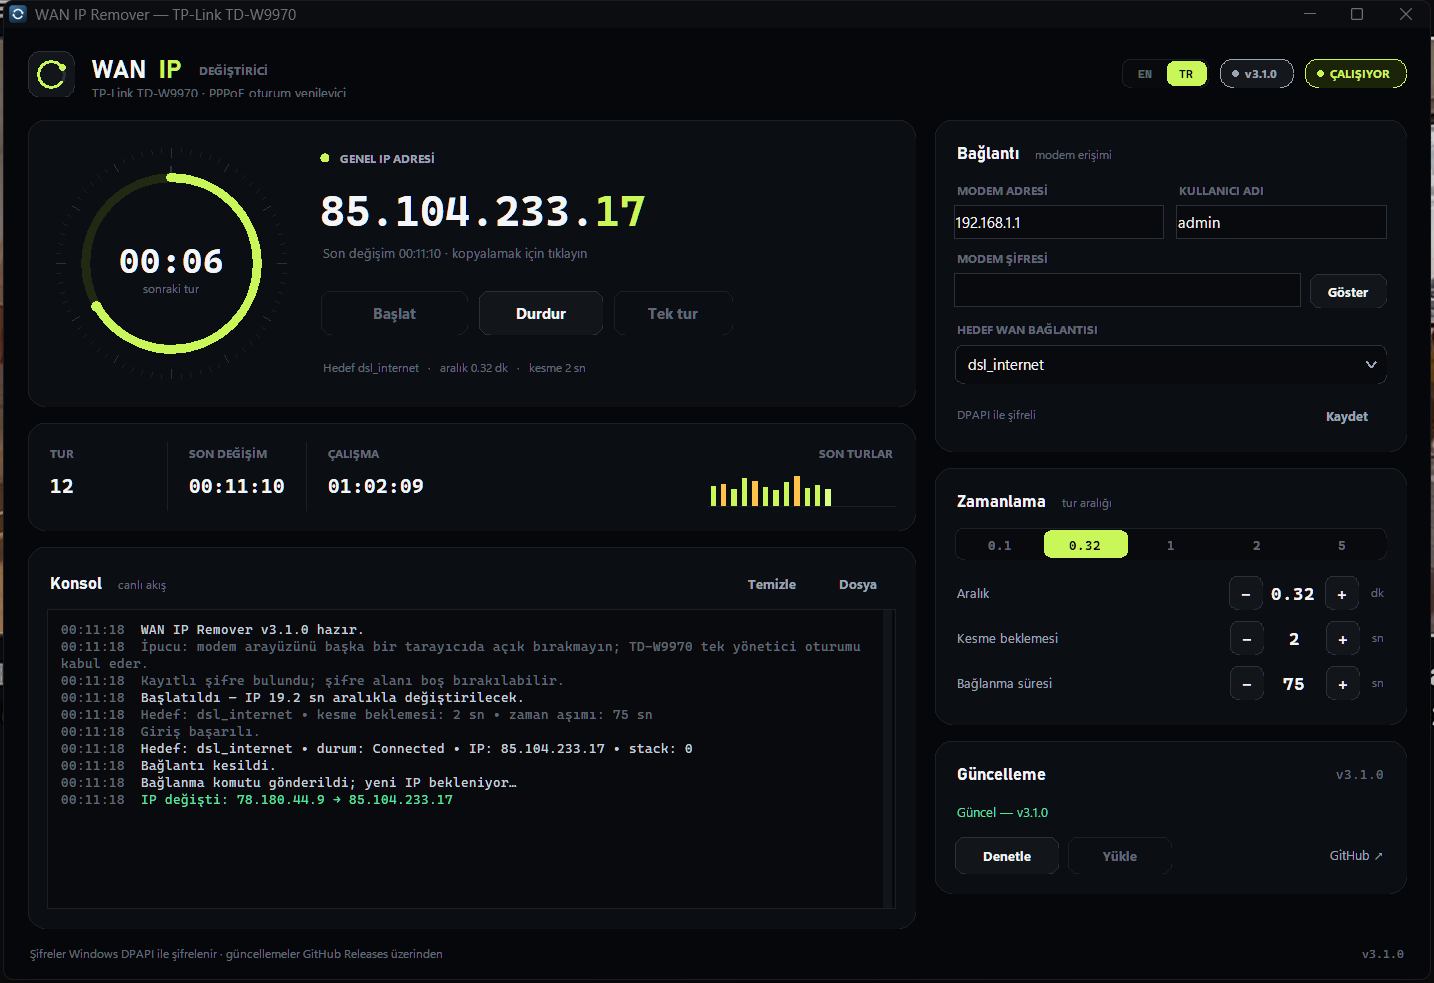 WAN IP Remover — TP-Link TD-W9970
WAN IP DEĞİŞTİRİCİ
TP-Link TD-W9970 · PPPoE oturum yenileyici
EN TR
v3.1.0
ÇALIŞIYOR
00:06
sonraki tur
GENEL IP ADRESİ
85.104.233.17
Son değişim 00:11:10 · kopyalamak için tıklayın
Başlat Durdur Tek tur
Hedef dsl_internet · aralık 0.32 dk · kesme 2 sn
TUR
12
SON DEĞİŞİM
00:11:10
ÇALIŞMA
01:02:09
SON TURLAR
Konsol canlı akış
Temizle Dosya
00:11:18 WAN IP Remover v3.1.0 hazır.
00:11:18 İpucu: modem arayüzünü başka bir tarayıcıda açık bırakmayın; TD-W9970 tek yönetici oturumu
kabul eder.
00:11:18 Kayıtlı şifre bulundu; şifre alanı boş bırakılabilir.
00:11:18 Başlatıldı — IP 19.2 sn aralıkla değiştirilecek.
00:11:18 Hedef: dsl_internet • kesme beklemesi: 2 sn • zaman aşımı: 75 sn
00:11:18 Giriş başarılı.
00:11:18 Hedef: dsl_internet • durum: Connected • IP: 85.104.233.17 • stack: 0
00:11:18 Bağlantı kesildi.
00:11:18 Bağlanma komutu gönderildi; yeni IP bekleniyor…
00:11:18 IP değişti: 78.180.44.9 → 85.104.233.17
Bağlantı modem erişimi
MODEM ADRESİ
192.168.1.1
KULLANICI ADI
admin
MODEM ŞİFRESİ
Göster
HEDEF WAN BAĞLANTISI
dsl_internet
DPAPI ile şifreli
Kaydet
Zamanlama tur aralığı
0.1 0.32 1 2 5
Aralık − 0.32 + dk
Kesme beklemesi − 2 + sn
Bağlanma süresi − 75 + sn
Güncelleme v3.1.0
Güncel — v3.1.0
Denetle Yükle GitHub ↗
Şifreler Windows DPAPI ile şifrelenir · güncellemeler GitHub Releases üzerinden
v3.1.0